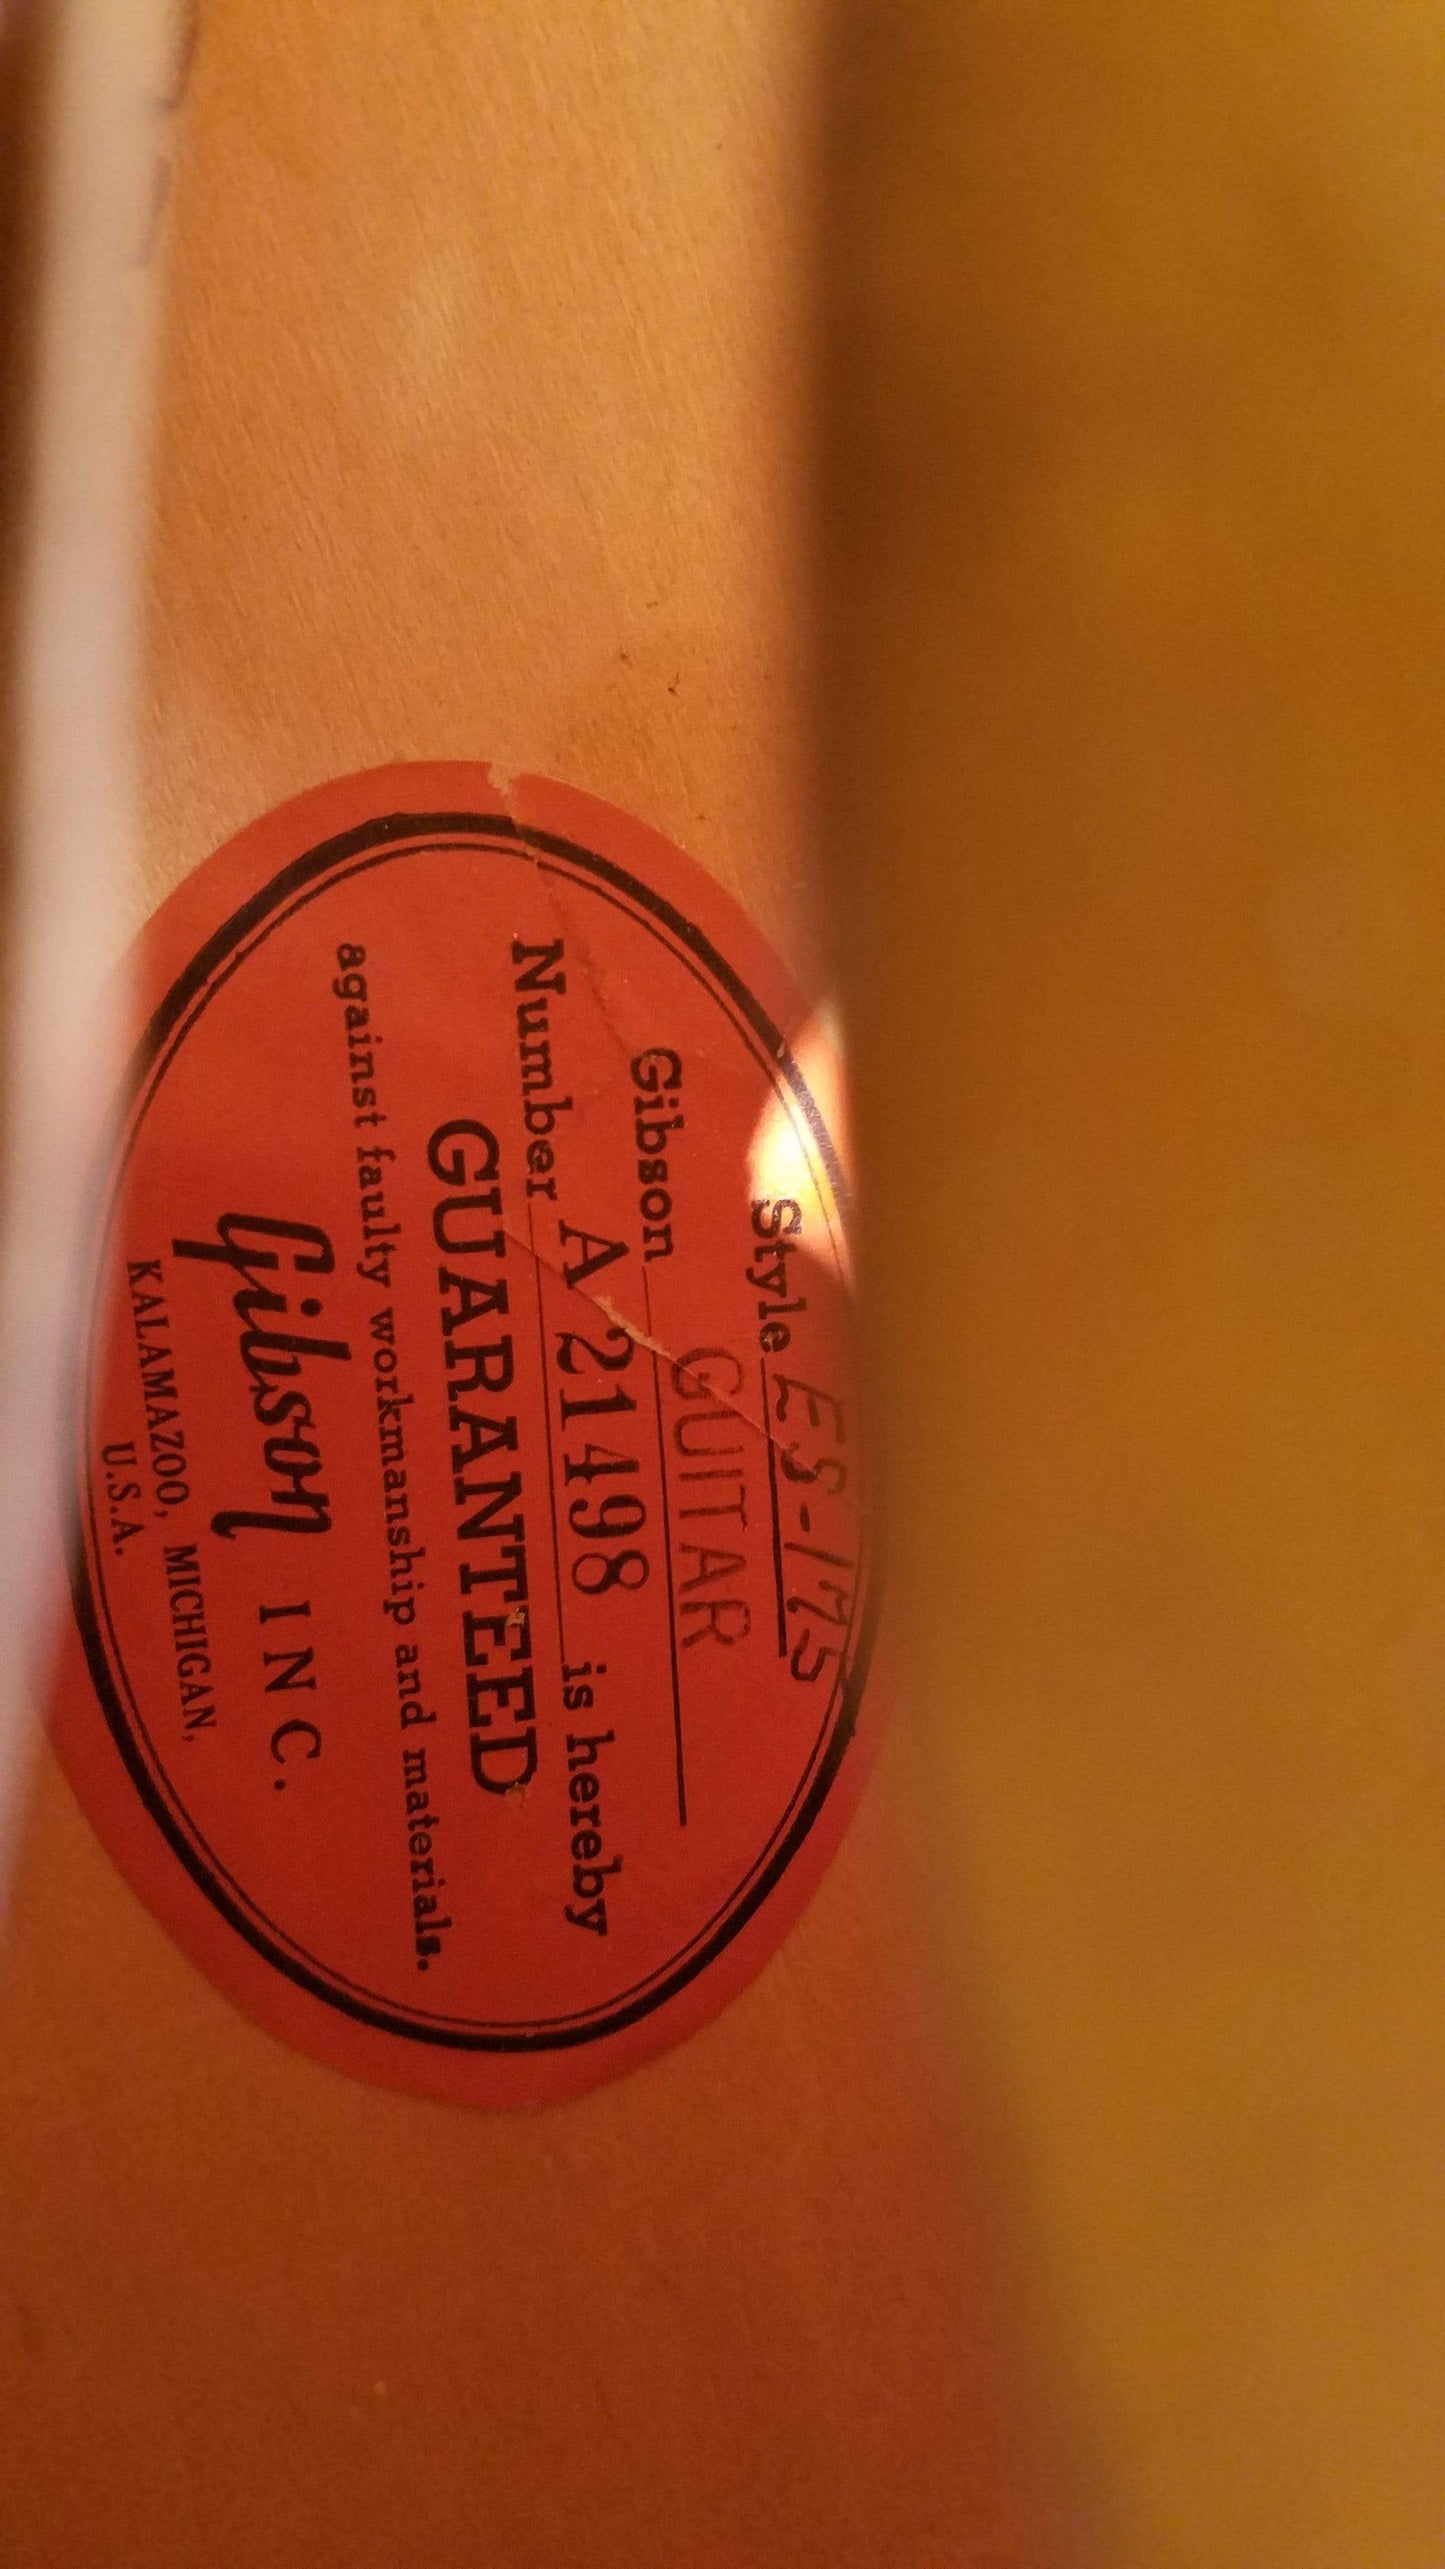 Style ES-175
Gibson GUITAR
Number A 21498 is hereby
GUARANTEED
against faulty workmanship and materials.
Gibson INC.
KALAMAZOO, MICHIGAN,
U.S.A.